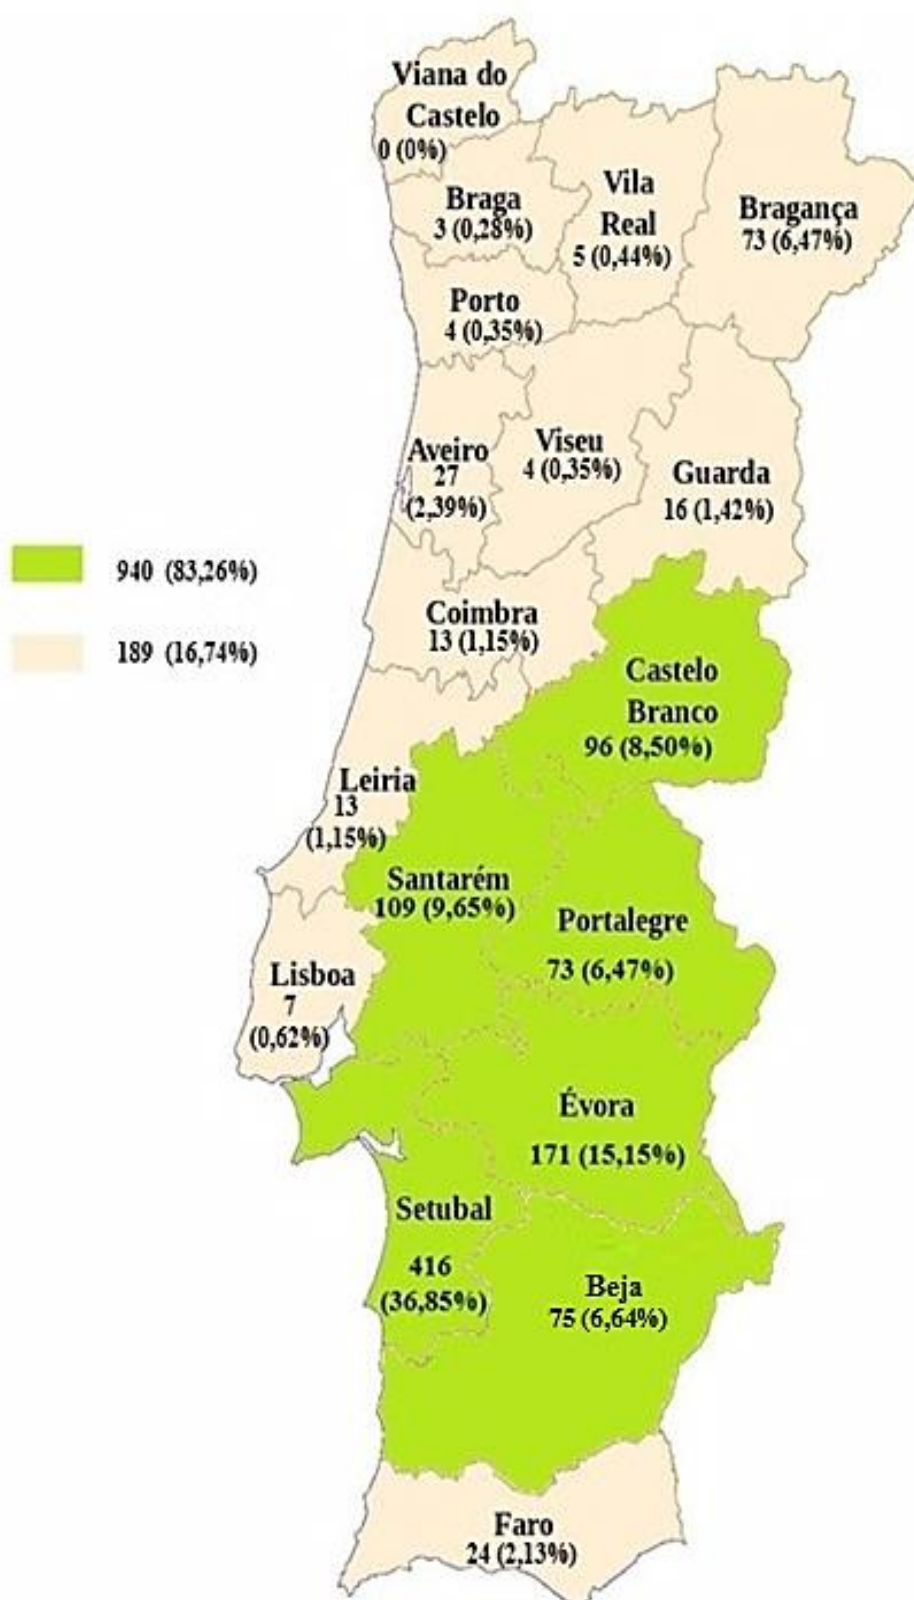 Viana do
Castelo
0 (0%)
Braga
3 (0,28%)
Vila
Real
5 (0,44%)
Bragança
73 (6,47%)
Porto
4 (0,35%)
Aveiro
27
(2,39%)
Viseu
4 (0,35%)
Guarda
16 (1,42%)
940 (83,26%)
189 (16,74%)
Coimbra
13 (1,15%)
Castelo
Branco
96 (8,50%)
Leiria
13
(1,15%)
Santarém
109 (9,65%)
Portalegre
73 (6,47%)
Lisboa
7
(0,62%)
Évora
171 (15,15%)
Setubal
416
(36,85%)
Beja
75 (6,64%)
Faro
24 (2,13%)